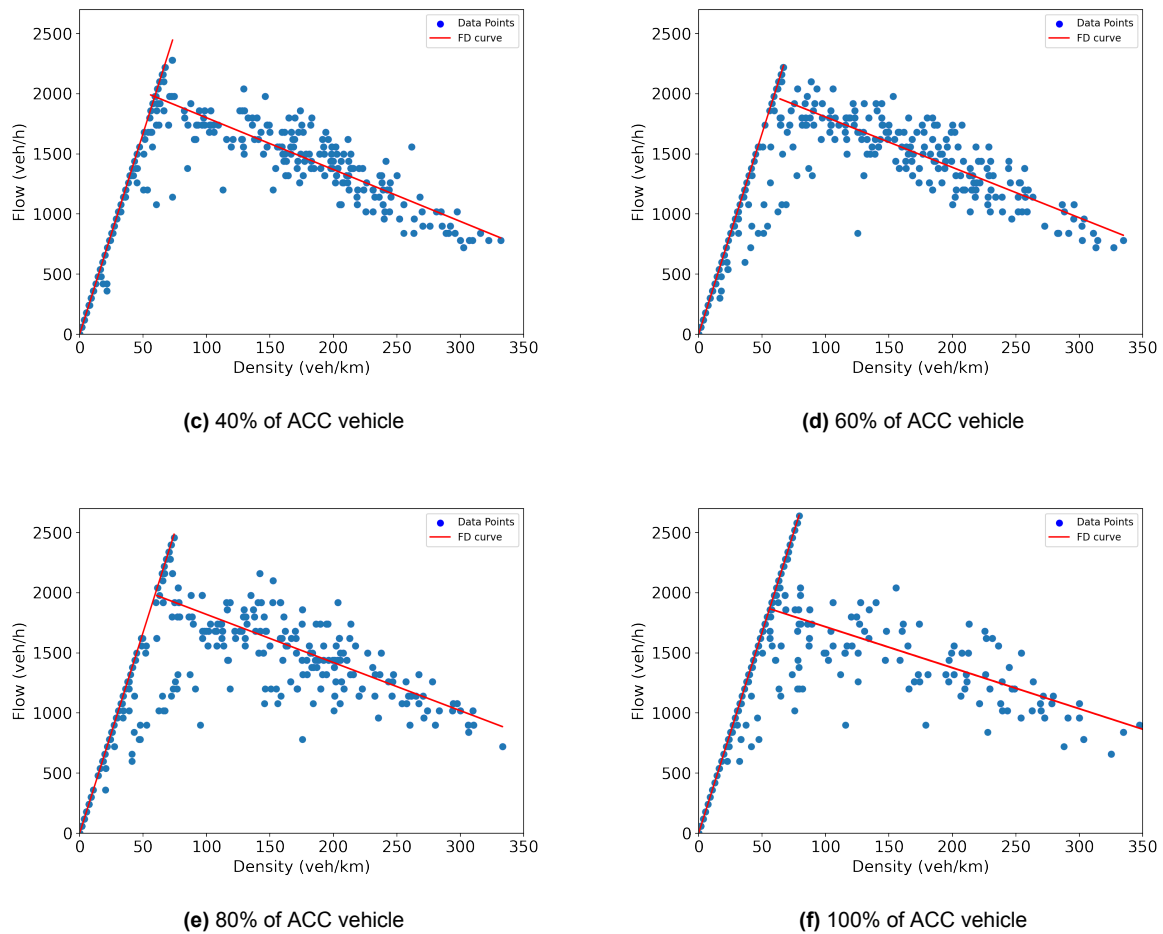 2500
2000
1500
1000
500
0
Flow (veh/h)
Data Points
FD curve
0 50 100 150 200 250 300 350
Density (veh/km)
(c) 40% of ACC vehicle
2500
2000
1500
1000
500
0
Flow (veh/h)
Data Points
FD curve
0 50 100 150 200 250 300 350
Density (veh/km)
(d) 60% of ACC vehicle
2500
2000
1500
1000
500
0
Flow (veh/h)
Data Points
FD curve
0 50 100 150 200 250 300 350
Density (veh/km)
(e) 80% of ACC vehicle
2500
2000
1500
1000
500
0
Flow (veh/h)
Data Points
FD curve
0 50 100 150 200 250 300 350
Density (veh/km)
(f) 100% of ACC vehicle